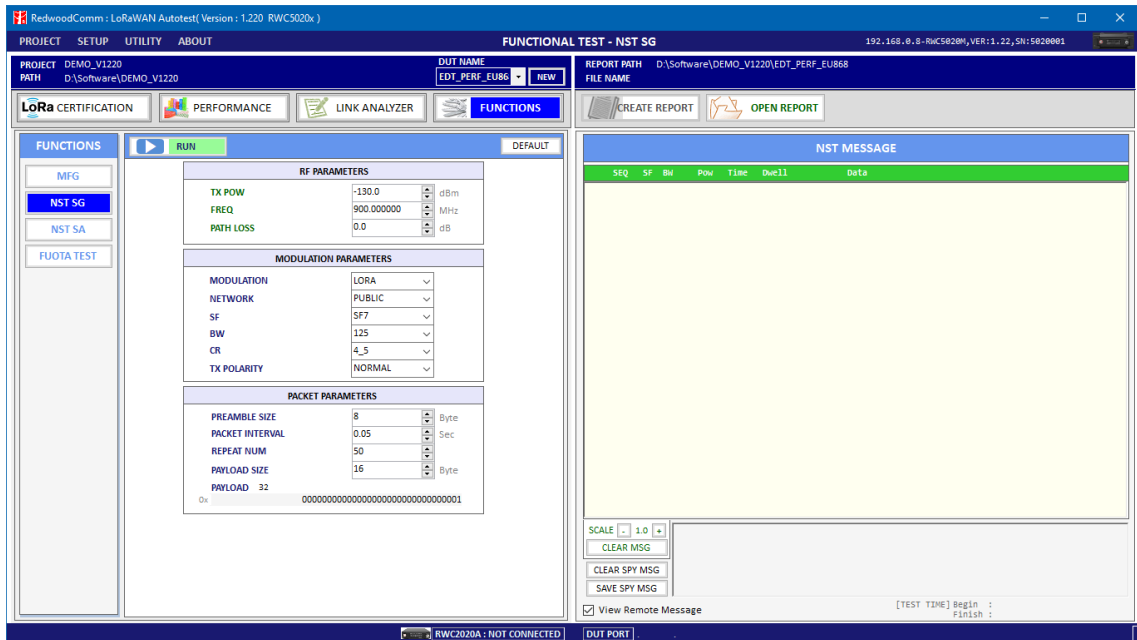 RedwoodComm : LoRaWAN Autotest( Version : 1.220 RWC5020x )
PROJECT SETUP UTILITY ABOUT FUNCTIONAL TEST - NST SG 192.168.0.8-RWC5020M,VER:1.22,SN:5020001
PROJECT DEMO_V1220
PATH D:\Software\DEMO_V1220
DUT NAME
EDT_PERF_EU86 NEW
REPORT PATH D:\Software\DEMO_V1220\EDT_PERF_EU868
FILE NAME
LoRa CERTIFICATION PERFORMANCE LINK ANALYZER FUNCTIONS
CREATE REPORT OPEN REPORT
FUNCTIONS
MFG
NST SG
NST SA
FUOTA TEST
RUN DEFAULT
RF PARAMETERS
TX POW -130.0 dBm
FREQ 900.000000 MHz
PATH LOSS 0.0 dB
MODULATION PARAMETERS
MODULATION LORA
NETWORK PUBLIC
SF SF7
BW 125
CR 4_5
TX POLARITY NORMAL
PACKET PARAMETERS
PREAMBLE SIZE 8 Byte
PACKET INTERVAL 0.05 Sec
REPEAT NUM 50
PAYLOAD SIZE 16 Byte
PAYLOAD 32
0x 00000000000000000000000000000001
NST MESSAGE
SEQ SF BW Pow Time Dwell Data
SCALE - 1.0 +
CLEAR MSG
CLEAR SPY MSG
SAVE SPY MSG
View Remote Message
[TEST TIME] Begin :
Finish :
RWC2020A : NOT CONNECTED DUT PORT